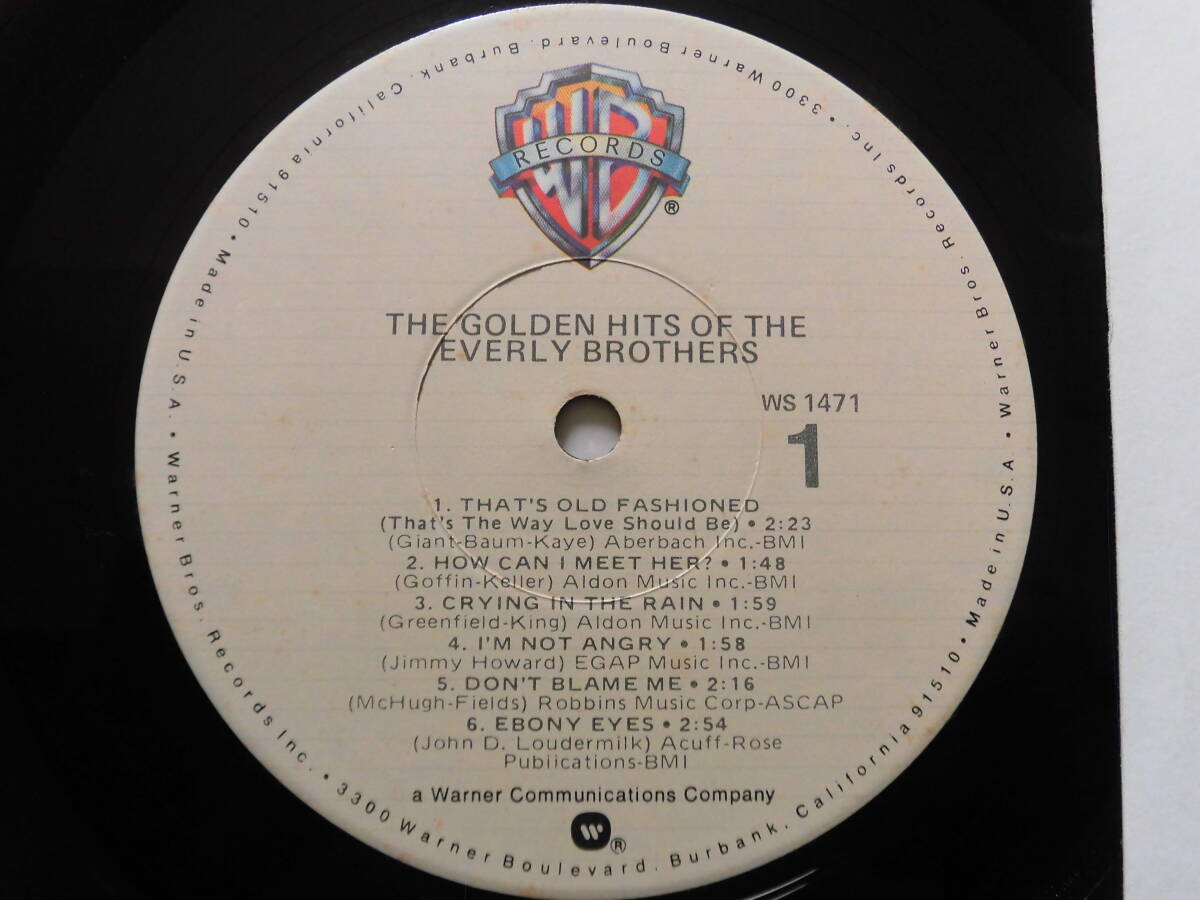 WB
RECORDS
®
THE GOLDEN HITS OF THE
EVERLY BROTHERS
WS 1471
1
1. THAT'S OLD FASHIONED
(That's The Way Love Should Be) • 2:23
(Giant-Baum-Kaye) Aberbach Inc.-BMI
2. HOW CAN I MEET HER? • 1:48
(Goffin-Keller) Aldon Music Inc.-BMI
3. CRYING IN THE RAIN • 1:59
(Greenfield-King) Aldon Music Inc.-BMI
4. I'M NOT ANGRY • 1:58
(Jimmy Howard) EGAP Music Inc.-BMI
5. DON'T BLAME ME • 2:16
(McHugh-Fields) Robbins Music Corp-ASCAP
6. EBONY EYES • 2:54
(John D. Loudermilk) Acuff-Rose
Publications-BMI
a Warner Communications Company
®
Warner Bros. Records Inc. • 3300 Warner Boulevard, Burbank, California 91510 • Made in U.S.A. • Warner Bros. Records Inc. • 3300 Warner Boulevard, Burbank, California 91510 • Made in U.S.A. •